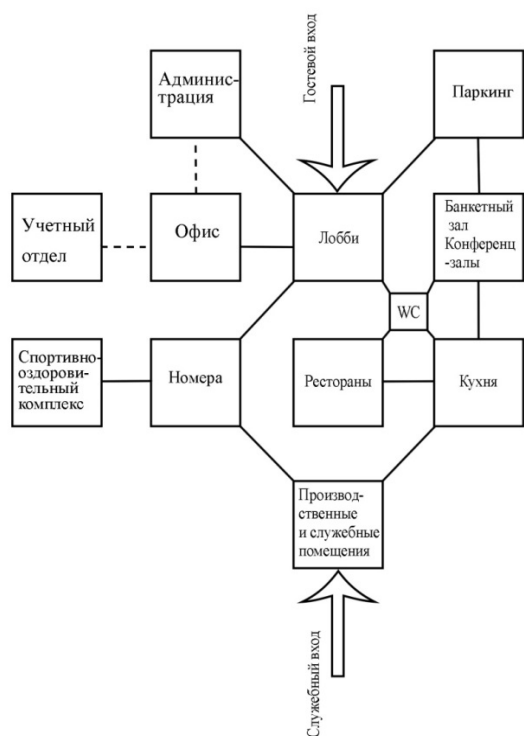 Гостевой вход
Админис-
трация
Паркинг
Учетный
отдел
Офис
Лобби
Банкетный
зал
Конференц
-залы
WC
Спортивно-
оздорови-
тельный
комплекс
Номера
Рестораны
Кухня
Производ-
ственные
и служебные
помещения
Служебный вход